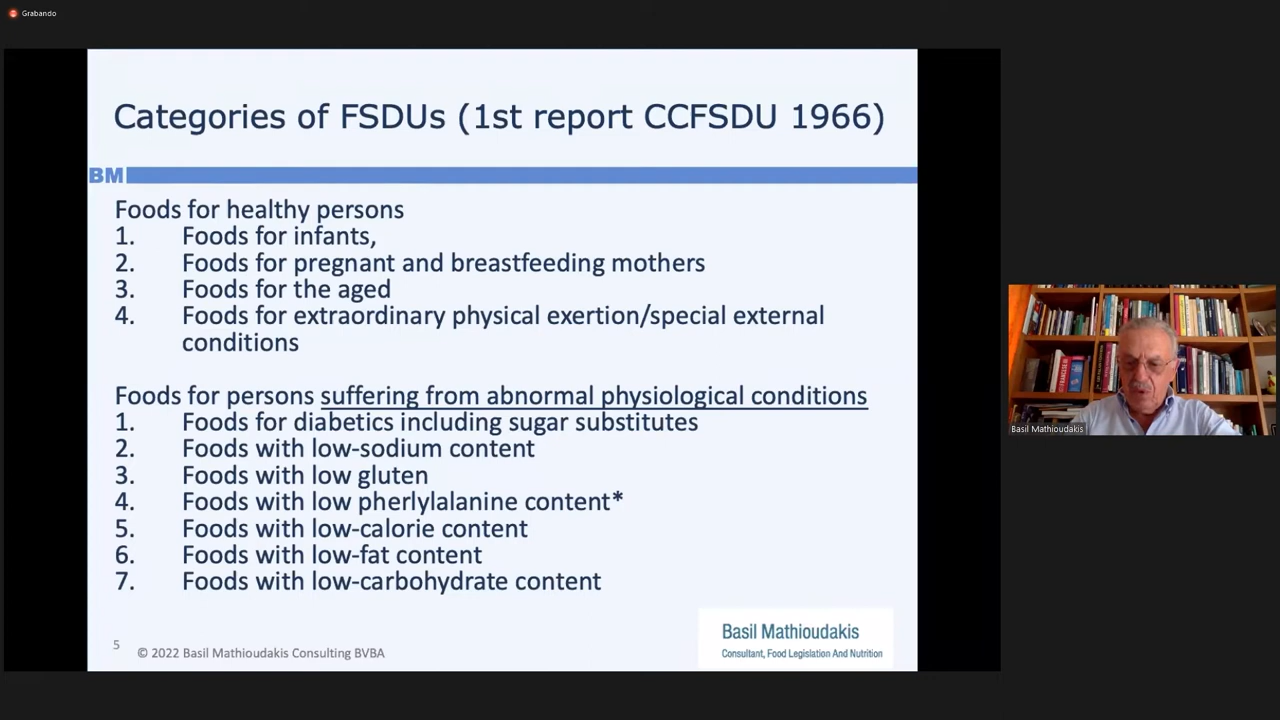 Grabando
Categories of FSDUs (1st report CCFSDU 1966)
BM
Foods for healthy persons
1. Foods for infants,
2. Foods for pregnant and breastfeeding mothers
3. Foods for the aged
4. Foods for extraordinary physical exertion/special external
conditions
Foods for persons suffering from abnormal physiological conditions
1. Foods for diabetics including sugar substitutes
2. Foods with low-sodium content
3. Foods with low gluten
4. Foods with low pherlylalanine content*
5. Foods with low-calorie content
6. Foods with low-fat content
7. Foods with low-carbohydrate content
5
© 2022 Basil Mathioudakis Consulting BVBA
Basil Mathioudakis
Consultant, Food Legislation And Nutrition
Basil Mathioudakis